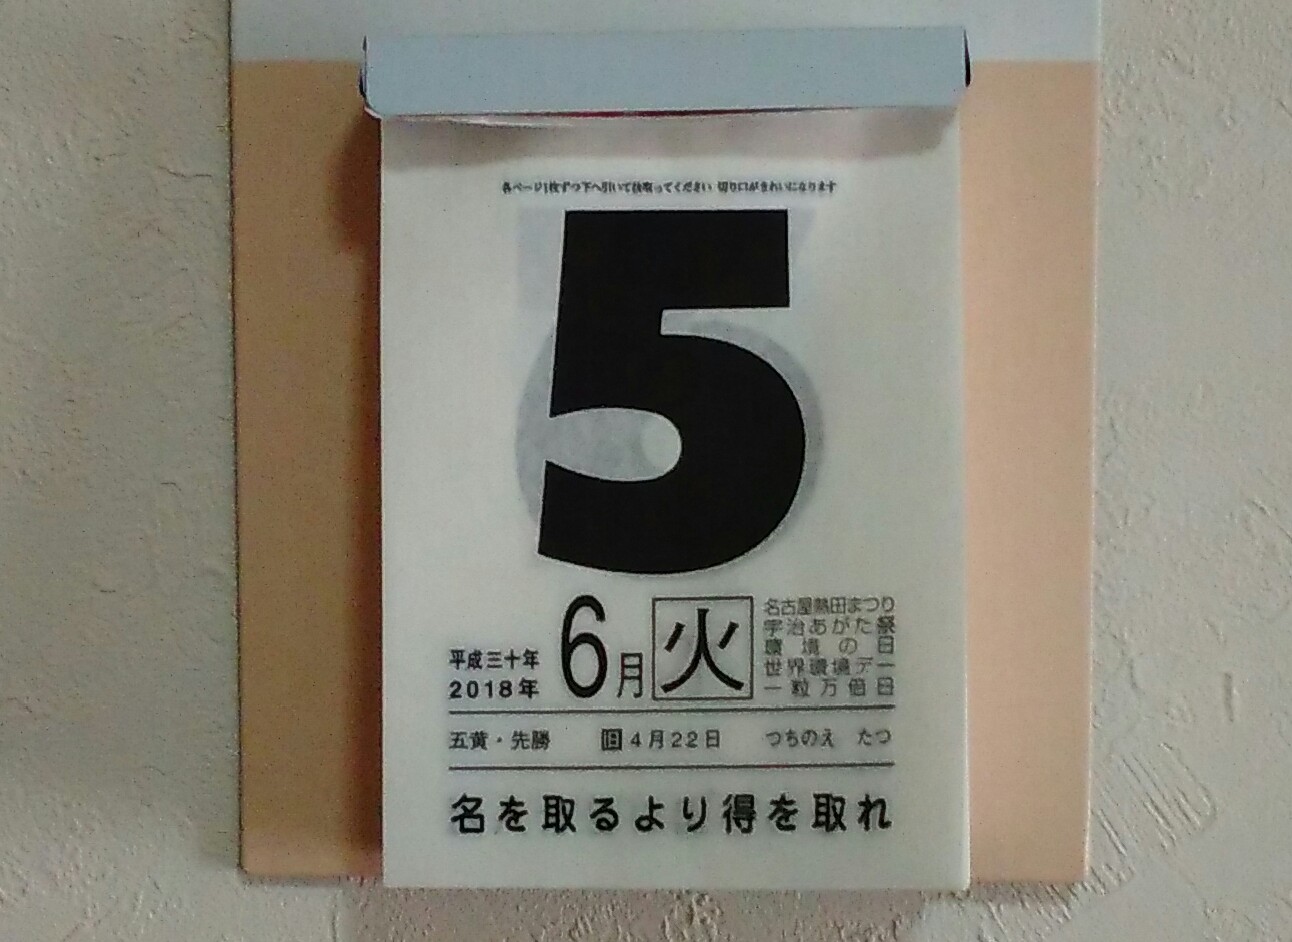 各ページ1枚ずつ下へ引いて抜取ってください 切り口がきれいになります
5
平成三十年
2018年
6月
火
名古屋熱田まつり
宇治あがた祭
環境の日
世界環境デー
一粒万倍日
五黄・先勝 旧4月22日 つちのえ たつ
名を取るより得を取れ